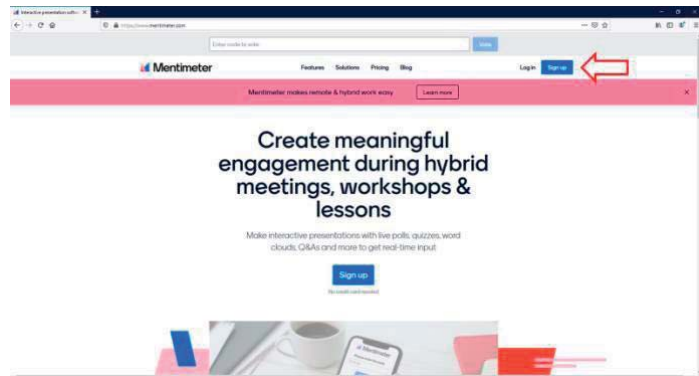 Interactive presentation softw
https://www.mentimeter.com
Enter code to vote
Vote
Mentimeter
Features Solutions Pricing Blog
Log in Sign up
Mentimeter makes remote & hybrid work easy Learn more
Create meaningful
engagement during hybrid
meetings, workshops &
lessons
Make interactive presentations with live polls, quizzes, word
clouds, Q&As and more to get real-time input
Sign up
No credit card needed
Mentimeter